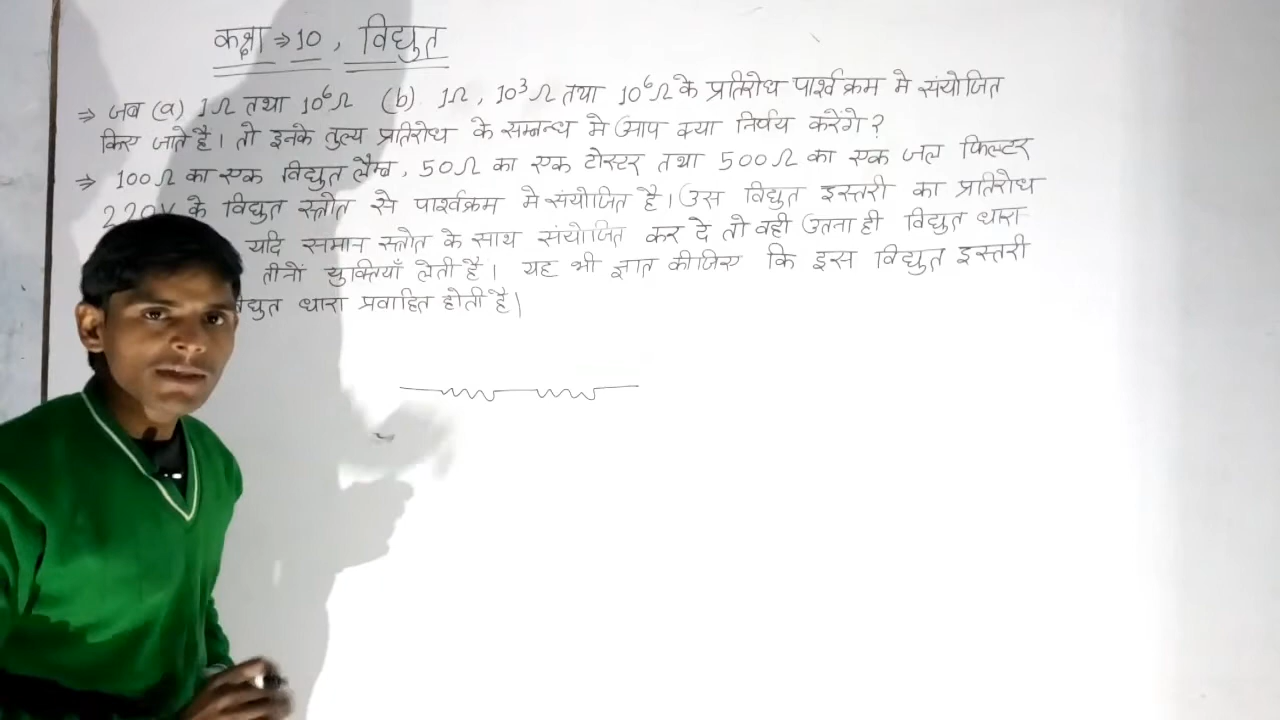 कक्षा ⇒ 10, विद्युत
⇒ जब (a) 1Ω तथा 10⁶Ω (b) 1Ω, 10³Ω तथा 10⁶Ω के प्रतिरोध पार्श्वक्रम मे संयोजित
किए जाते है। तो इनके तुल्य प्रतिरोध के सम्बन्ध मे आप क्या निर्णय करेंगे?
⇒ 100Ω का एक विद्युत लैम्ब, 50Ω का एक टोस्टर तथा 500Ω का एक जल फिल्टर
220V के विद्युत स्त्रोत से पार्श्वक्रम मे संयोजित है। उस विद्युत इस्तरी का प्रतिरोध
यदि समान स्त्रोत के साथ संयोजित कर दे तो वही उतना ही विद्युत धारा
तीनों युक्तियाँ लेती है। यह भी ज्ञात कीजिए कि इस विद्युत इस्तरी
धारा प्रवाहित होती है।